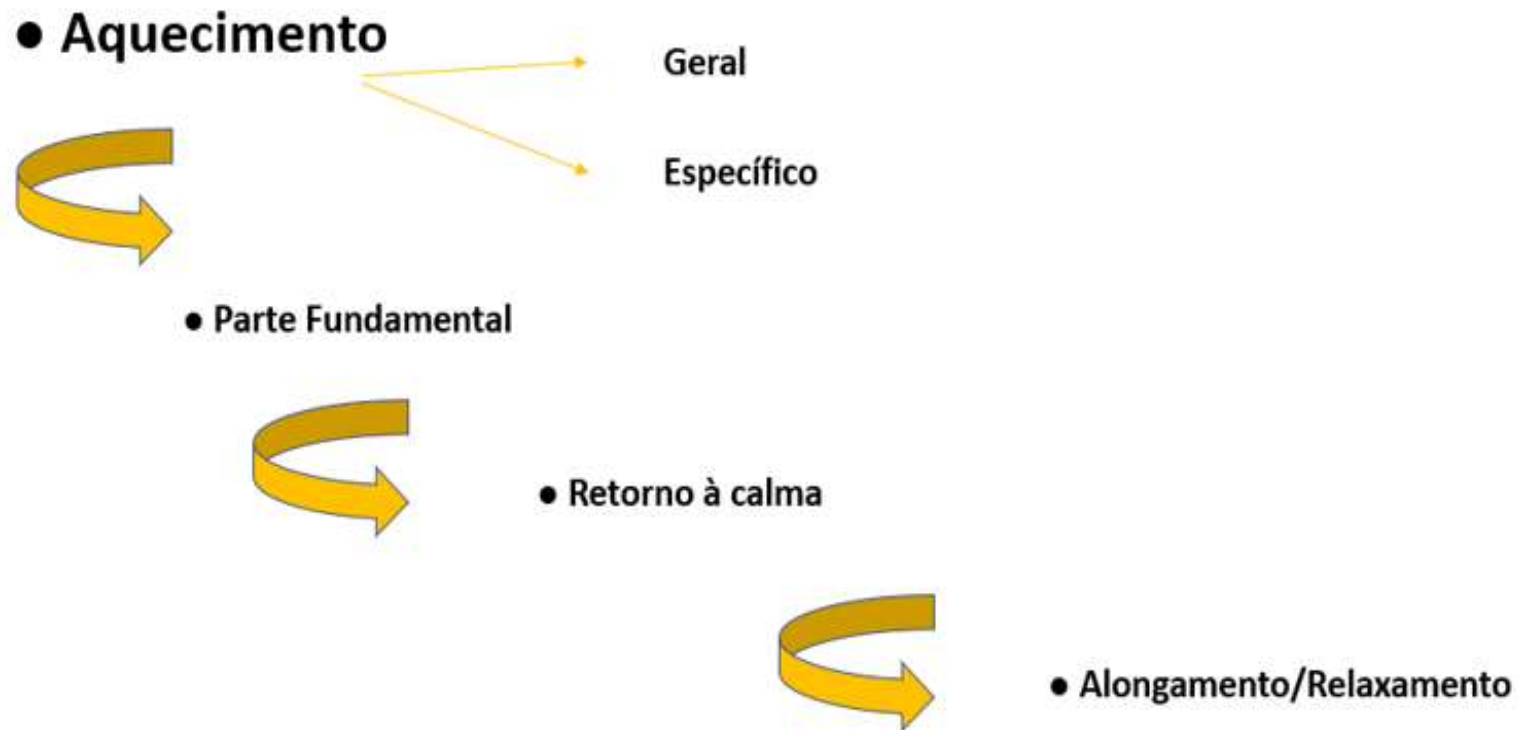 ● Aquecimento
Geral
Específico
● Parte Fundamental
● Retorno à calma
● Alongamento/Relaxamento